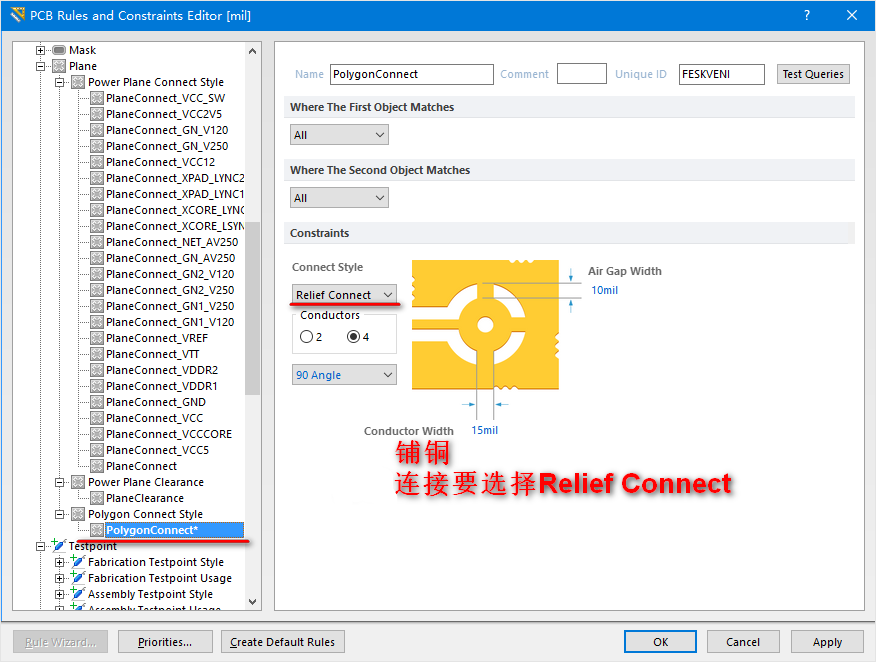 PCB Rules and Constraints Editor [mil]
Mask
Plane
Power Plane Connect Style
PlaneConnect_VCC_SW
PlaneConnect_VCC2V5
PlaneConnect_GN_V120
PlaneConnect_GN_V250
PlaneConnect_VCC12
PlaneConnect_XPAD_LYNC2
PlaneConnect_XPAD_LYNC1
PlaneConnect_XCORE_LYNC
PlaneConnect_XCORE_LSYN
PlaneConnect_NET_AV250
PlaneConnect_GN_AV250
PlaneConnect_GN2_V120
PlaneConnect_GN2_V250
PlaneConnect_GN1_V250
PlaneConnect_GN1_V120
PlaneConnect_VREF
PlaneConnect_VTT
PlaneConnect_VDDR2
PlaneConnect_VDDR1
PlaneConnect_GND
PlaneConnect_VCC
PlaneConnect_VCCCORE
PlaneConnect_VCC5
PlaneConnect
Power Plane Clearance
PlaneClearance
Polygon Connect Style
PolygonConnect*
Testpoint
Fabrication Testpoint Style
Fabrication Testpoint Usage
Assembly Testpoint Style
Assembly Testpoint Usage
Name PolygonConnect Comment Unique ID FESKVENI Test Queries
Where The First Object Matches
All
Where The Second Object Matches
All
Constraints
Connect Style
Relief Connect
Conductors
2 4
90 Angle
Air Gap Width
10mil
Conductor Width 15mil
铺铜
连接要选择Relief Connect
Rule Wizard... Priorities... Create Default Rules OK Cancel Apply